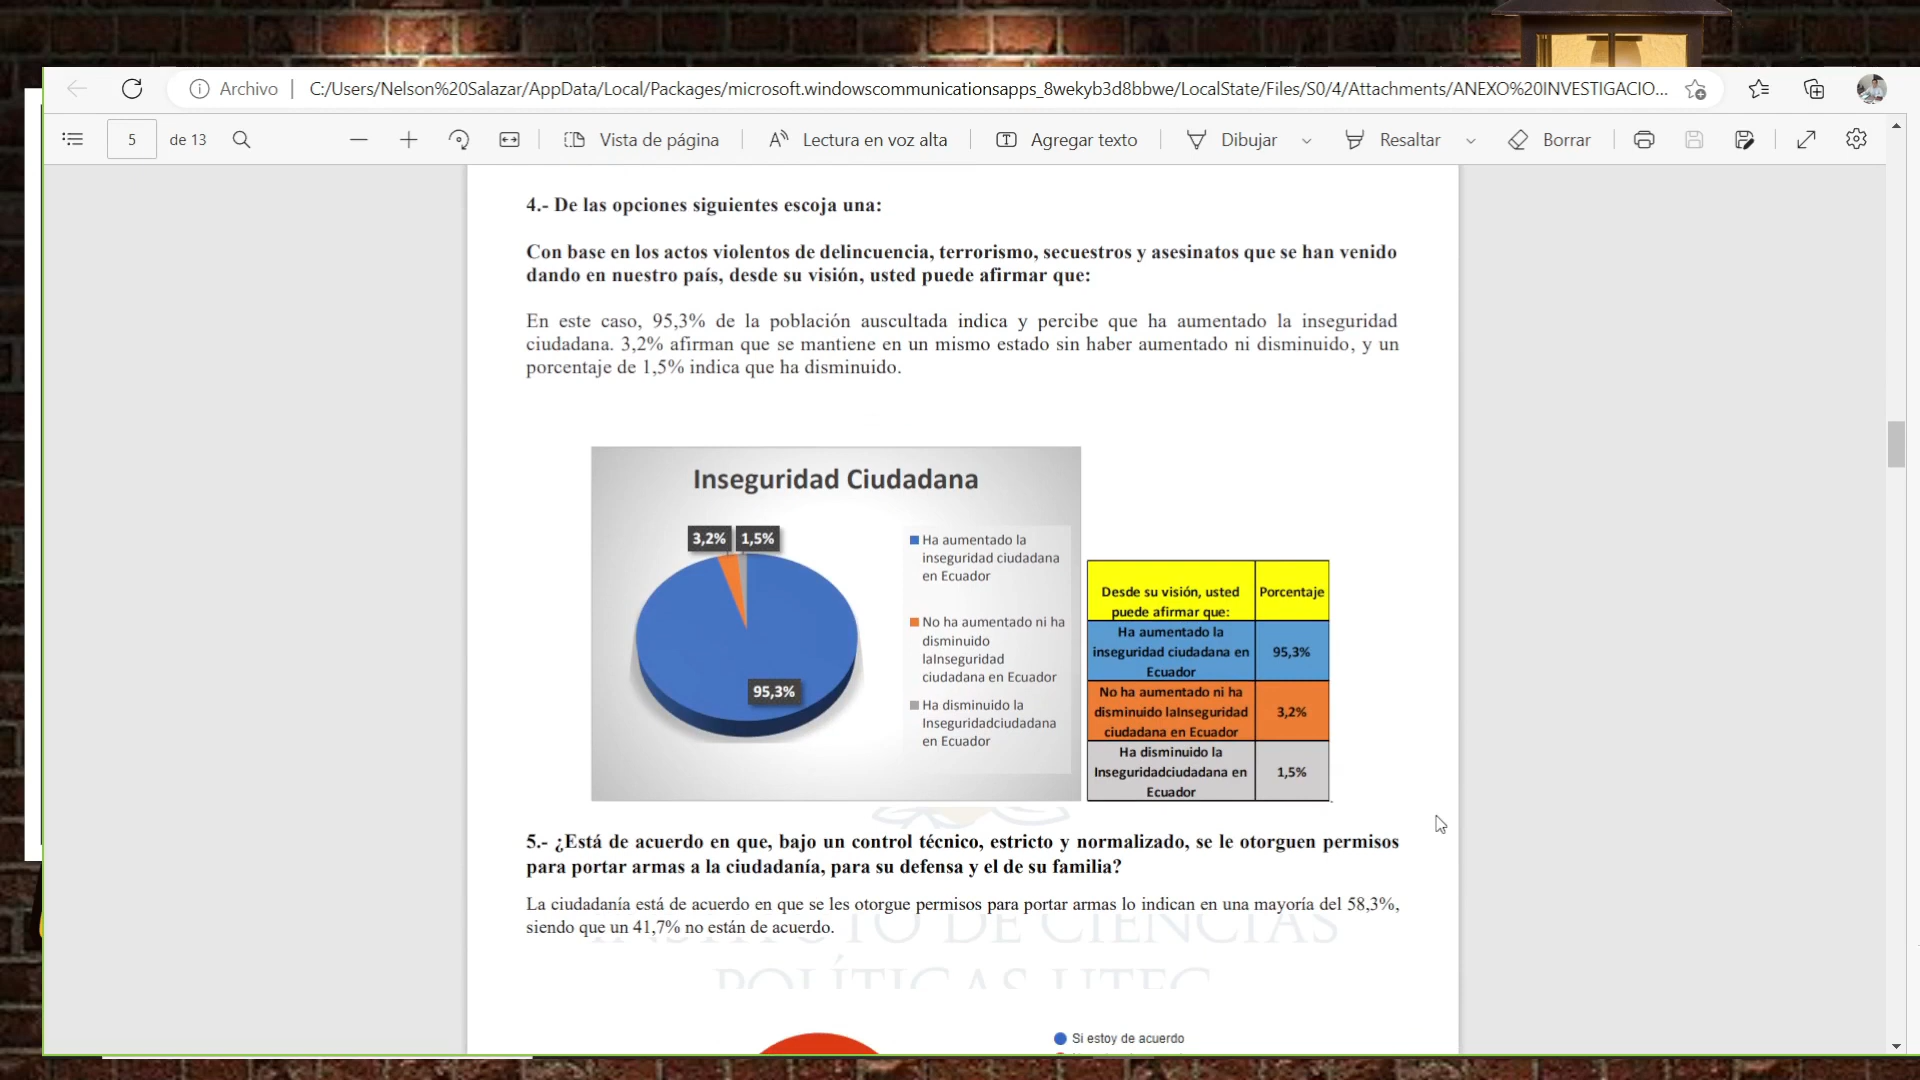 Archivo
C:/Users/Nelson%20Salazar/AppData/Local/Packages/microsoft.windowscommunicationsapps_8wekyb3d8bbwe/LocalState/Files/S0/4/Attachments/ANEXO%20INVESTIGACIO...
5 de 13
Vista de página
Lectura en voz alta
Agregar texto
Dibujar
Resaltar
Borrar
4.- De las opciones siguientes escoja una:
Con base en los actos violentos de delincuencia, terrorismo, secuestros y asesinatos que se han venido
dando en nuestro país, desde su visión, usted puede afirmar que:
En este caso, 95,3% de la población auscultada indica y percibe que ha aumentado la inseguridad
ciudadana. 3,2% afirman que se mantiene en un mismo estado sin haber aumentado ni disminuido, y un
porcentaje de 1,5% indica que ha disminuido.
Inseguridad Ciudadana
3,2%
1,5%
95,3%
Ha aumentado la
inseguridad ciudadana
en Ecuador
No ha aumentado ni ha
disminuido
laInseguridad
ciudadana en Ecuador
Ha disminuido la
Inseguridadciudadana
en Ecuador
Desde su visión, usted
puede afirmar que:
Porcentaje
Ha aumentado la
inseguridad ciudadana en
Ecuador
95,3%
No ha aumentado ni ha
disminuido laInseguridad
ciudadana en Ecuador
3,2%
Ha disminuido la
Inseguridadciudadana en
Ecuador
1,5%
5.- ¿Está de acuerdo en que, bajo un control técnico, estricto y normalizado, se le otorguen permisos
para portar armas a la ciudadanía, para su defensa y el de su familia?
La ciudadanía está de acuerdo en que se les otorgue permisos para portar armas lo indican en una mayoría del 58,3%,
siendo que un 41,7% no están de acuerdo.
INSTITUTO DE CIENCIAS
POLÍTICAS UTEC
Si estoy de acuerdo